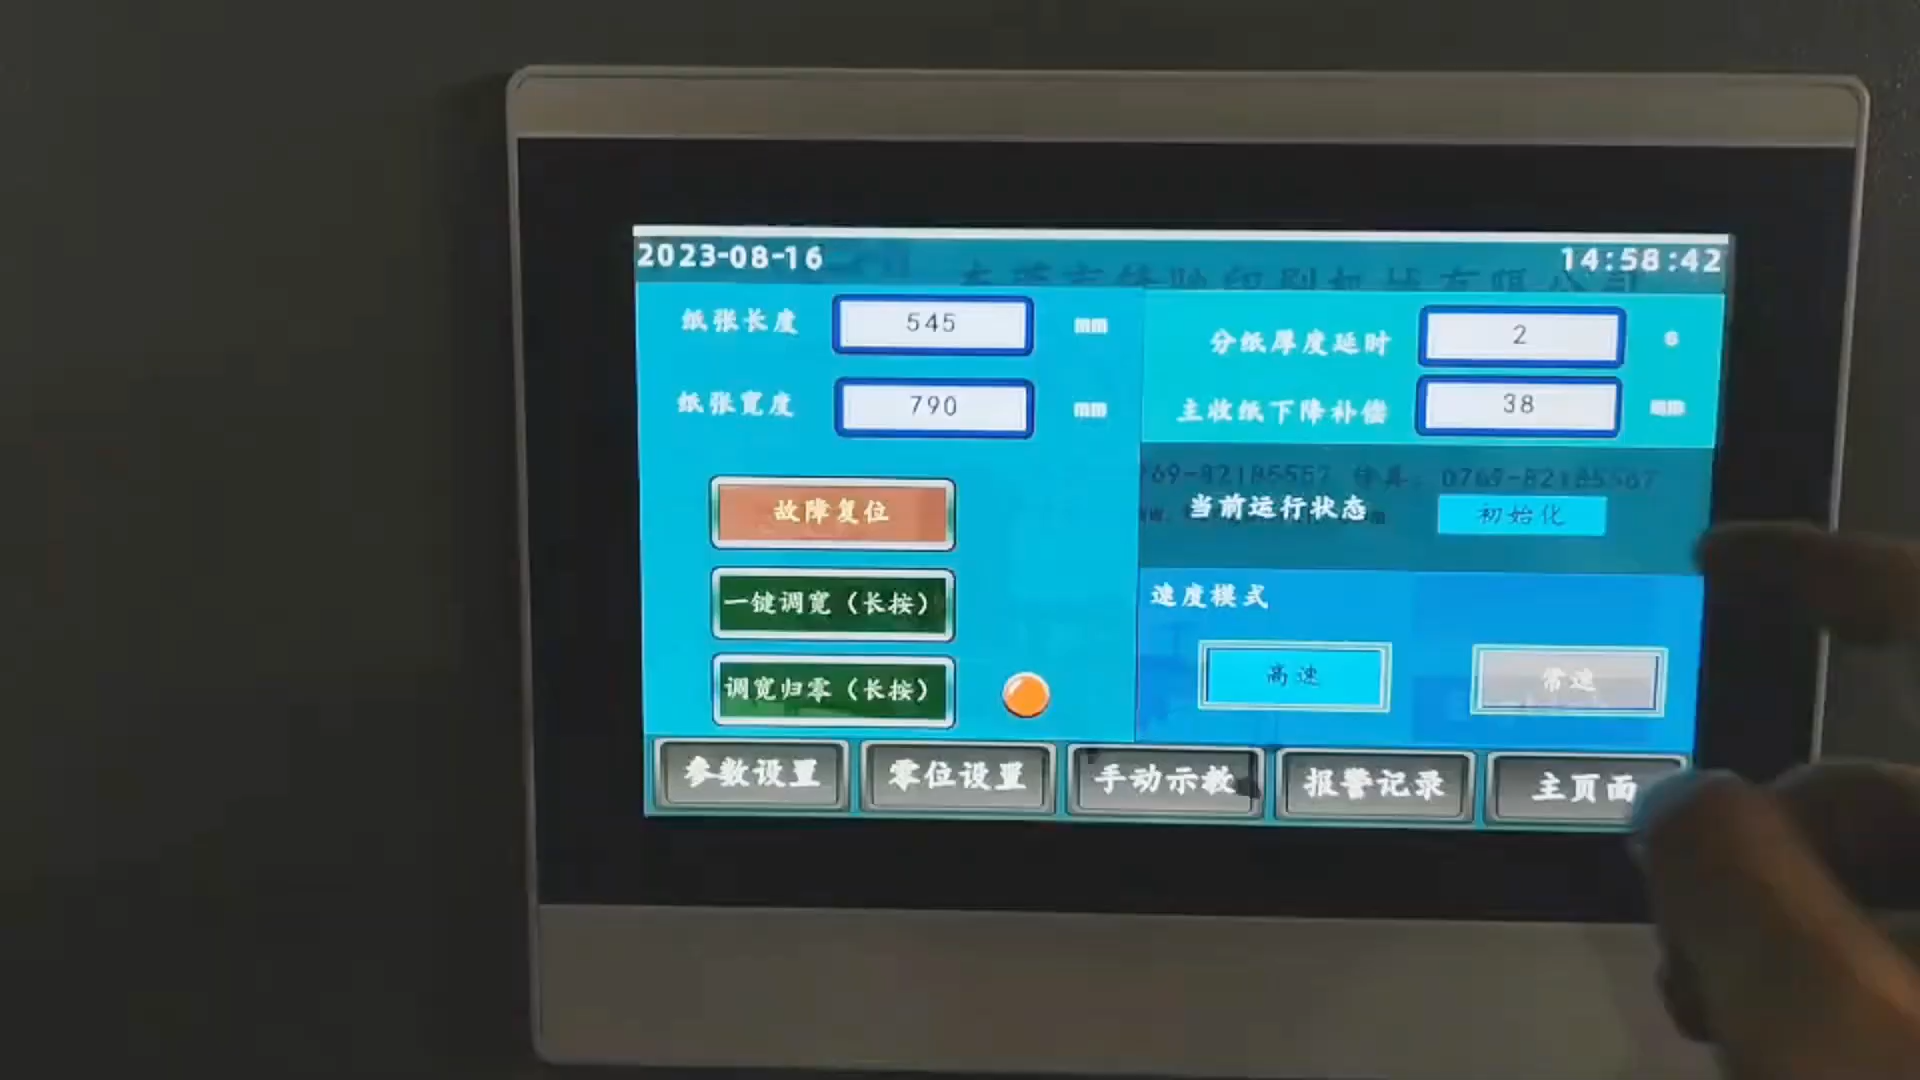 2023-08-16
14:58:42
纸张长度 545 mm
纸张宽度 790 mm
分纸厚度延时 2 s
主收纸下降补偿 38 mm
故障复位
一键调宽（长按）
调宽归零（长按）
当前运行状态 初始化
速度模式
高速 常速
参数设置 零位设置 手动示教 报警记录 主页面